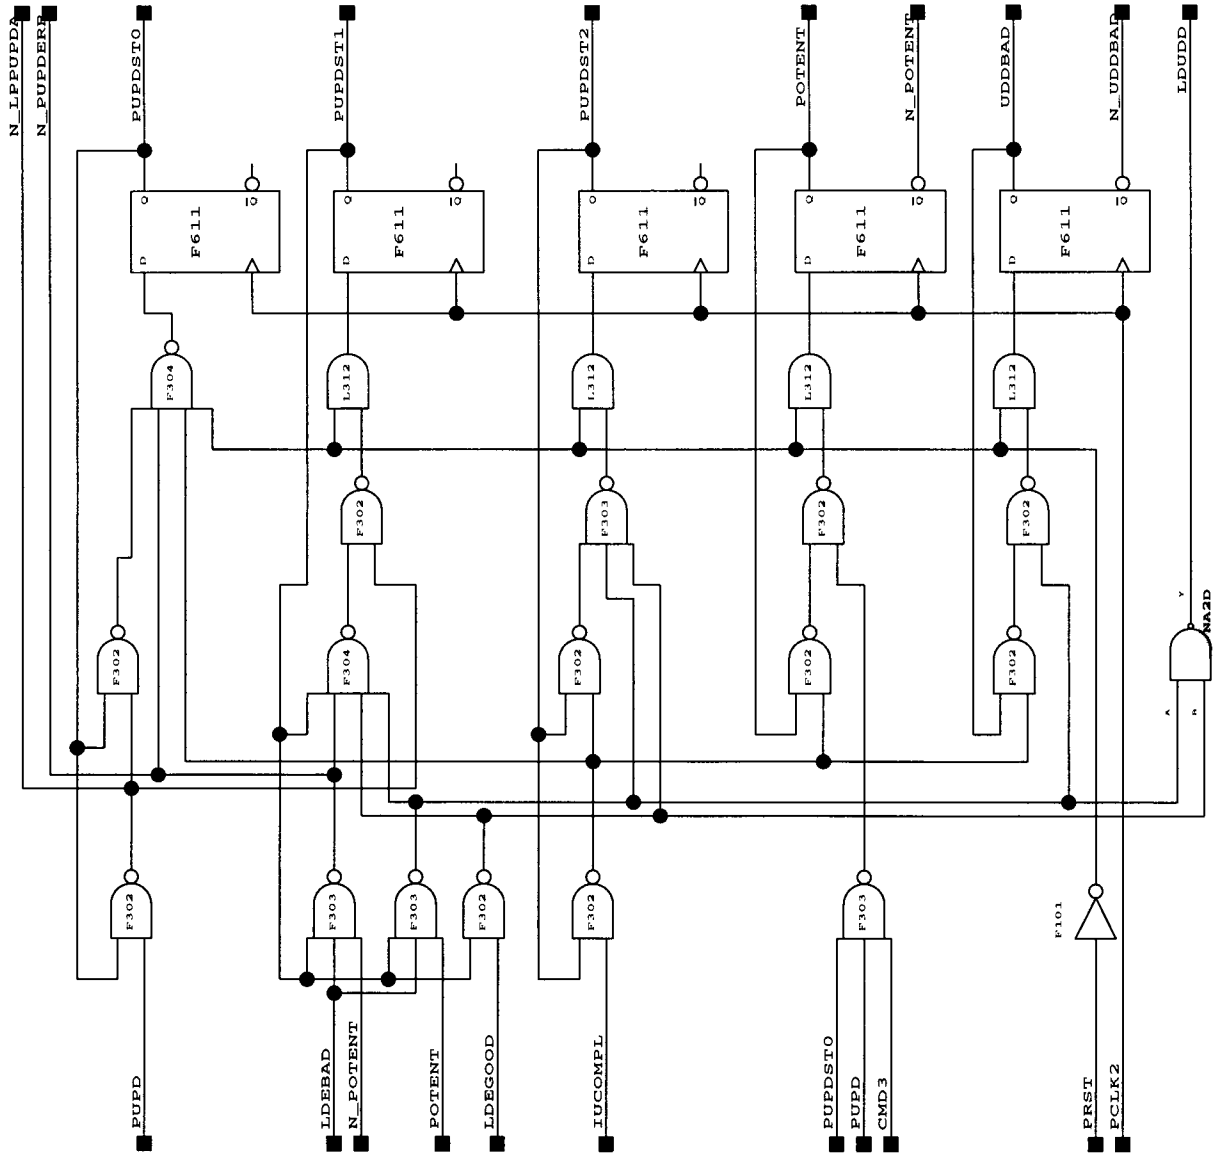 N_LPPUPDA
N_PUPDERR
PUPDST0
PUPDST1
PUPDST2
POTENT
N_POTENT
UDDBAD
N_UDDBAD
LDUDD
Q
Q
Q
Q
Q
Q
Q
Q
Q
Q
F611
F611
F611
F611
F611
D
D
D
D
D
F304
L312
L312
L312
L312
F302
F303
F302
F302
Y
NA2D
F302
F304
F302
F302
F302
A
B
F302
F303
F303
F302
F302
F303
F101
PUPD
LDEBAD
N_POTENT
POTENT
LDEGOOD
IUCOMPL
PUPDST0
PUPD
CMD3
PRST
PCLK2